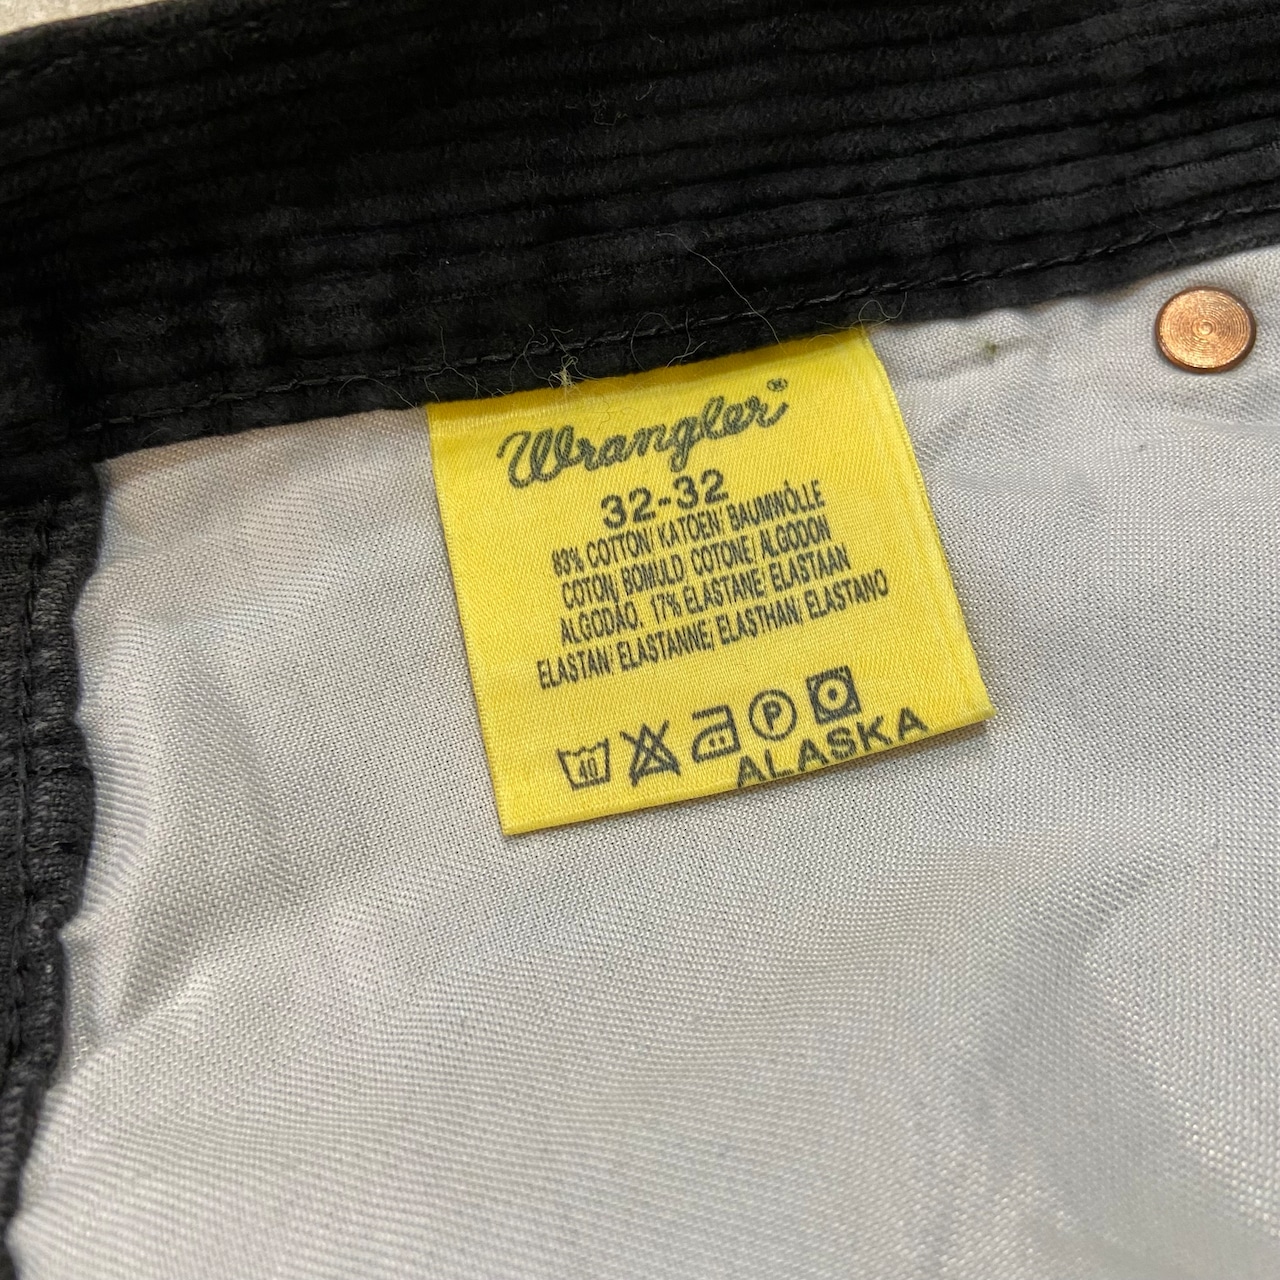 Wrangler®
32-32
83% COTTON/ KATOEN/ BAUMWOLLE
COTON/ BOMULD/ COTONE/ ALGODON
ALGODAO, 17% ELASTANE/ ELASTAAN
ELASTAN/ ELASTANNE/ ELASTHAN/ ELASTANO
40 P
ALASKA